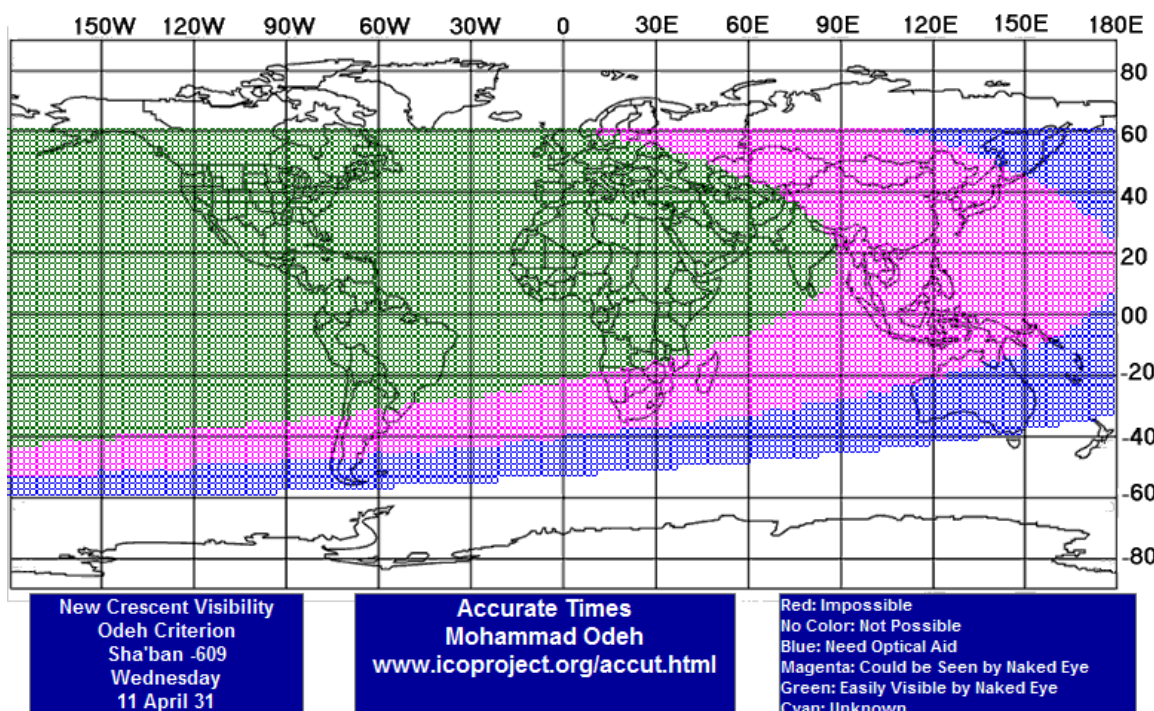 150W 120W 90W 60W 30W 0 30E 60E 90E 120E 150E 180E
80
60
40
20
00
-20
-40
-60
-80
New Crescent Visibility
Odeh Criterion
Sha'ban -609
Wednesday
11 April 31
Accurate Times
Mohammad Odeh
www.icoproject.org/accut.html
Red: Impossible
No Color: Not Possible
Blue: Need Optical Aid
Magenta: Could be Seen by Naked Eye
Green: Easily Visible by Naked Eye
Cyan: Unknown